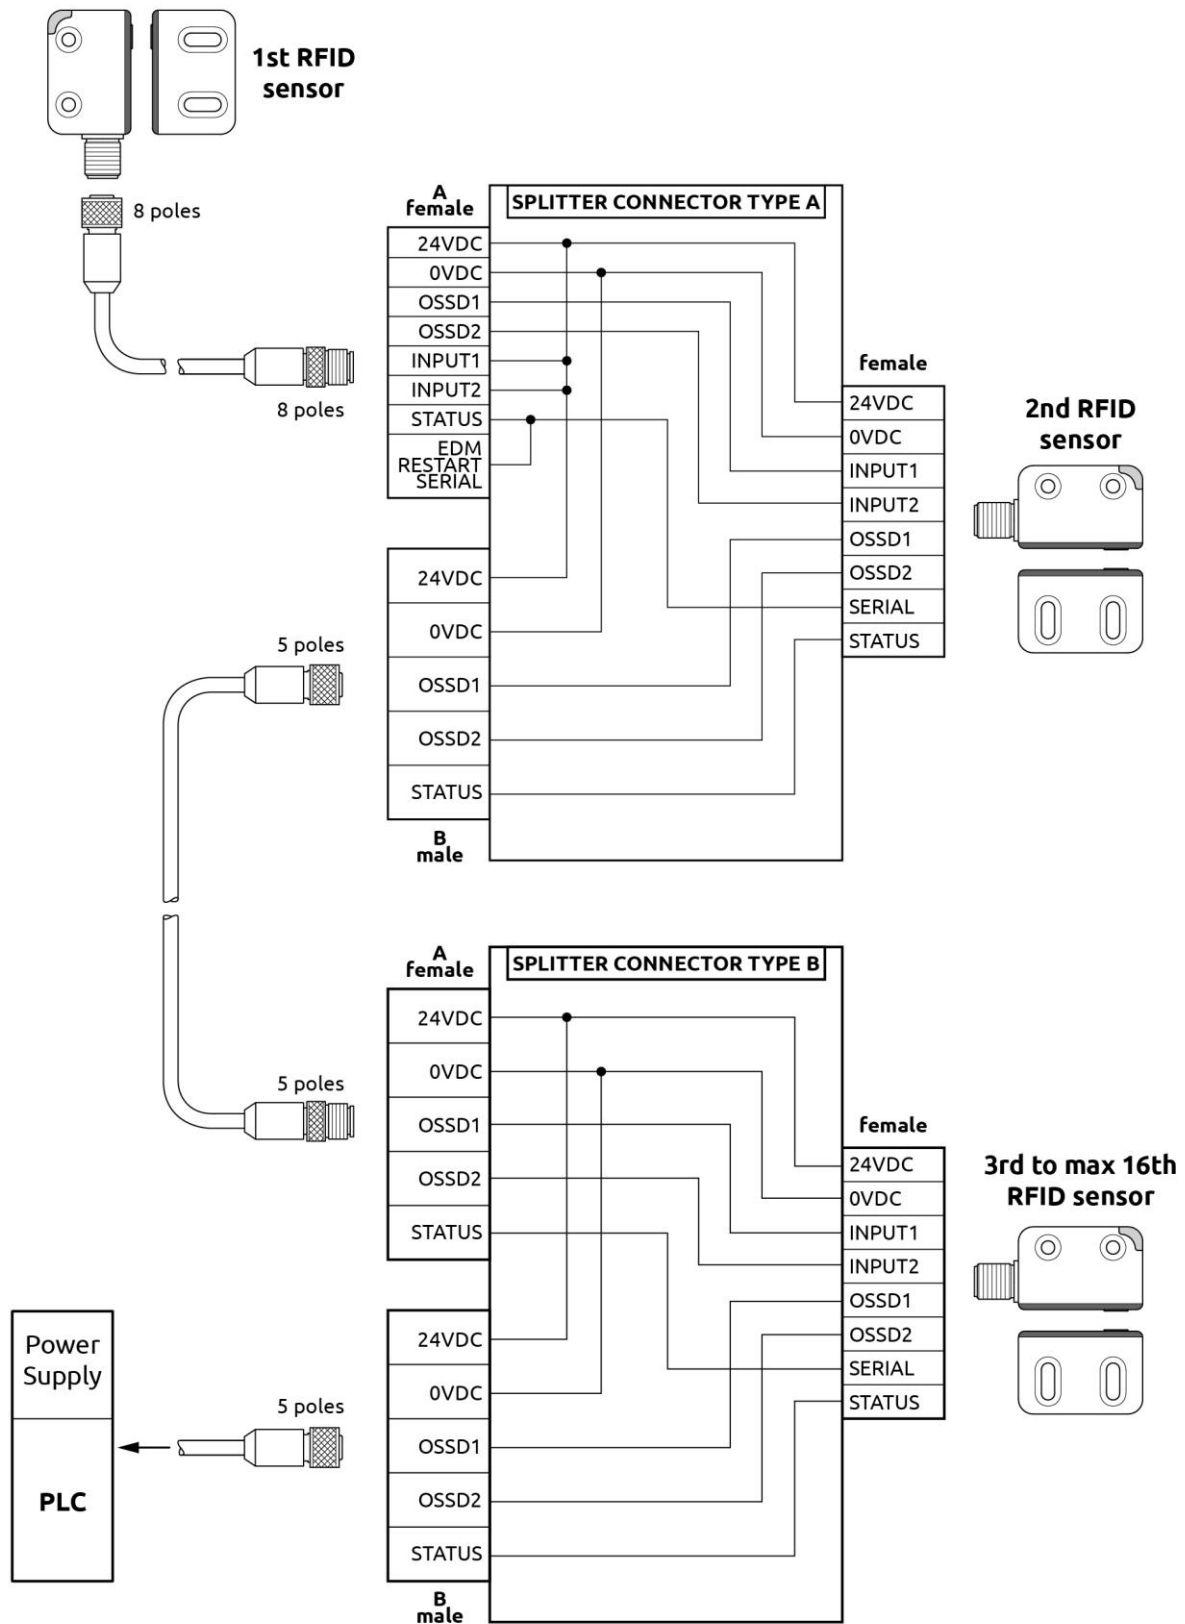 1st RFID
sensor
8 poles
8 poles
A
female
SPLITTER CONNECTOR TYPE A
24VDC
0VDC
OSSD1
OSSD2
INPUT1
INPUT2
STATUS
EDM
RESTART
SERIAL
24VDC
0VDC
OSSD1
OSSD2
STATUS
B
male
female
24VDC
0VDC
INPUT1
INPUT2
OSSD1
OSSD2
SERIAL
STATUS
2nd RFID
sensor
5 poles
5 poles
A
female
SPLITTER CONNECTOR TYPE B
24VDC
0VDC
OSSD1
OSSD2
STATUS
24VDC
0VDC
OSSD1
OSSD2
STATUS
B
male
female
24VDC
0VDC
INPUT1
INPUT2
OSSD1
OSSD2
SERIAL
STATUS
3rd to max 16th
RFID sensor
Power
Supply
PLC
5 poles